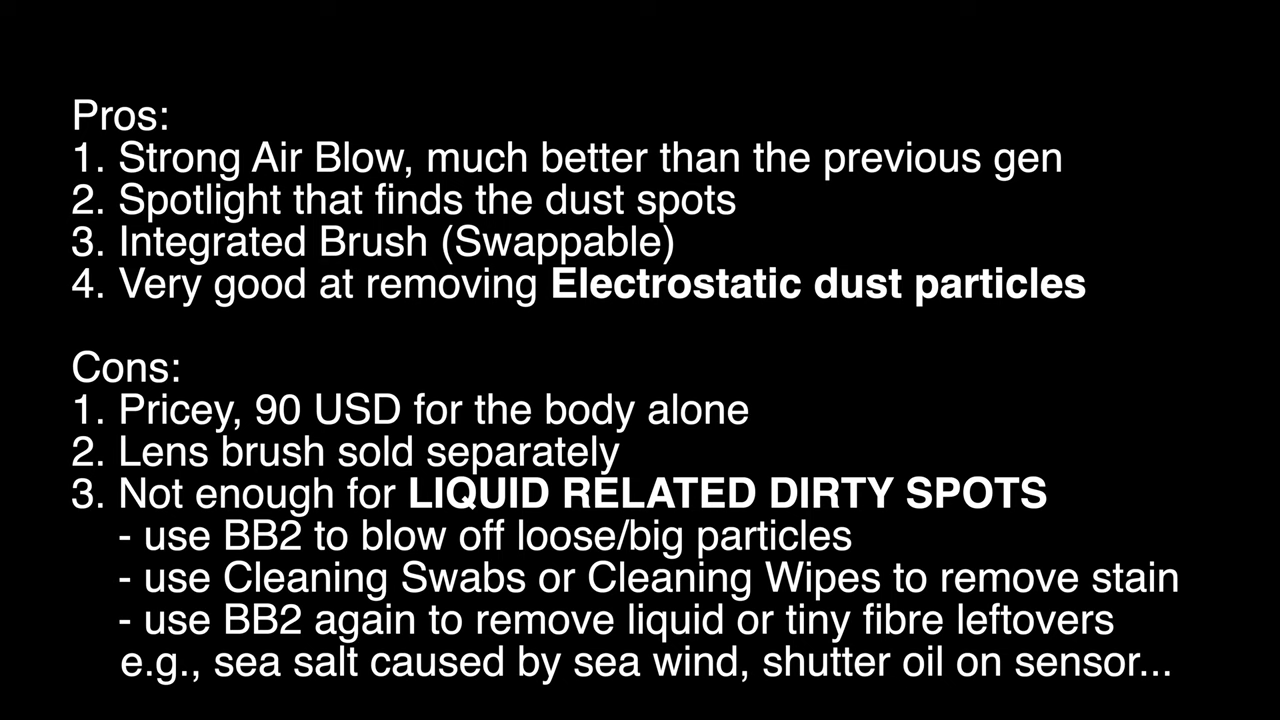 Pros:
1. Strong Air Blow, much better than the previous gen
2. Spotlight that finds the dust spots
3. Integrated Brush (Swappable)
4. Very good at removing Electrostatic dust particles
Cons:
1. Pricey, 90 USD for the body alone
2. Lens brush sold separately
3. Not enough for LIQUID RELATED DIRTY SPOTS
- use BB2 to blow off loose/big particles
- use Cleaning Swabs or Cleaning Wipes to remove stain
- use BB2 again to remove liquid or tiny fibre leftovers
e.g., sea salt caused by sea wind, shutter oil on sensor...